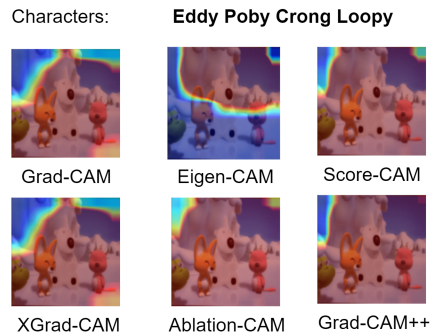 Characters: Eddy Poby Crong Loopy
Grad-CAM Eigen-CAM Score-CAM
XGrad-CAM Ablation-CAM Grad-CAM++